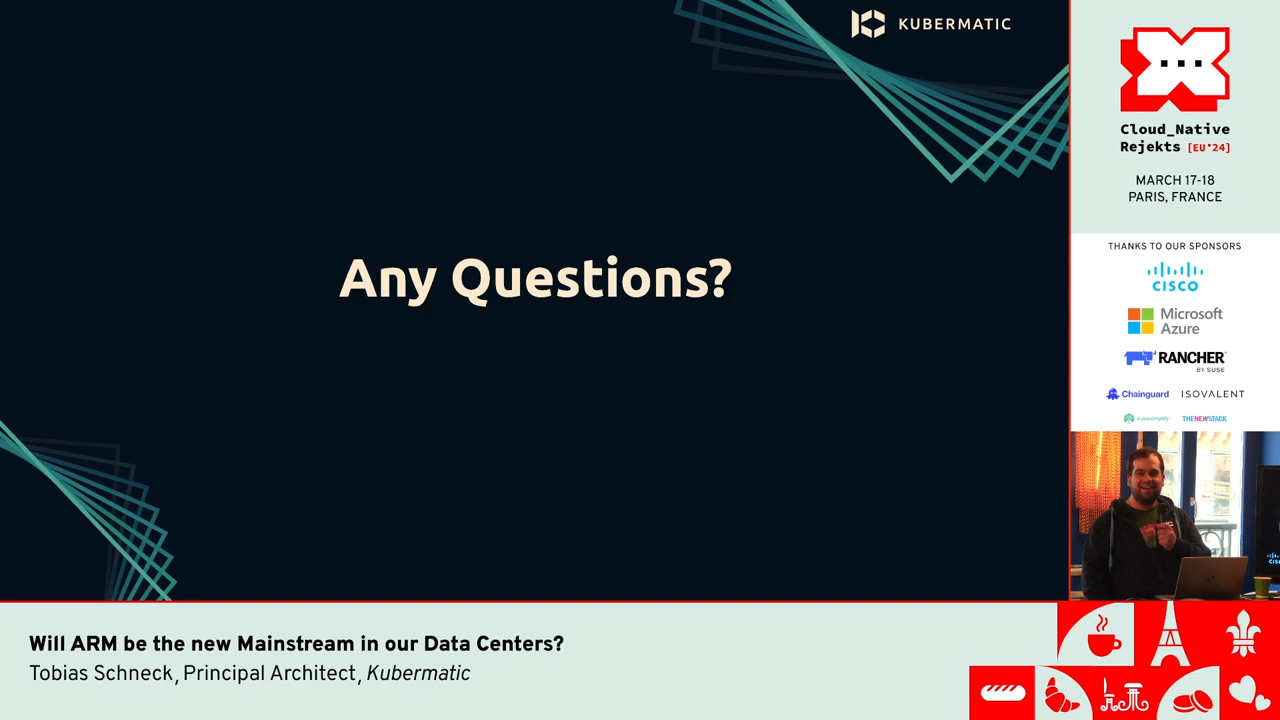 KUBERMATIC
Any Questions?
Cloud_Native
Rejekts [EU'24]
MARCH 17-18
PARIS, FRANCE
THANKS TO OUR SPONSORS
CISCO
Microsoft
Azure
RANCHER
BY SUSE
Chainguard ISOVALENT
Kubesimplify THENEWSTACK
Will ARM be the new Mainstream in our Data Centers?
Tobias Schneck, Principal Architect, Kubermatic